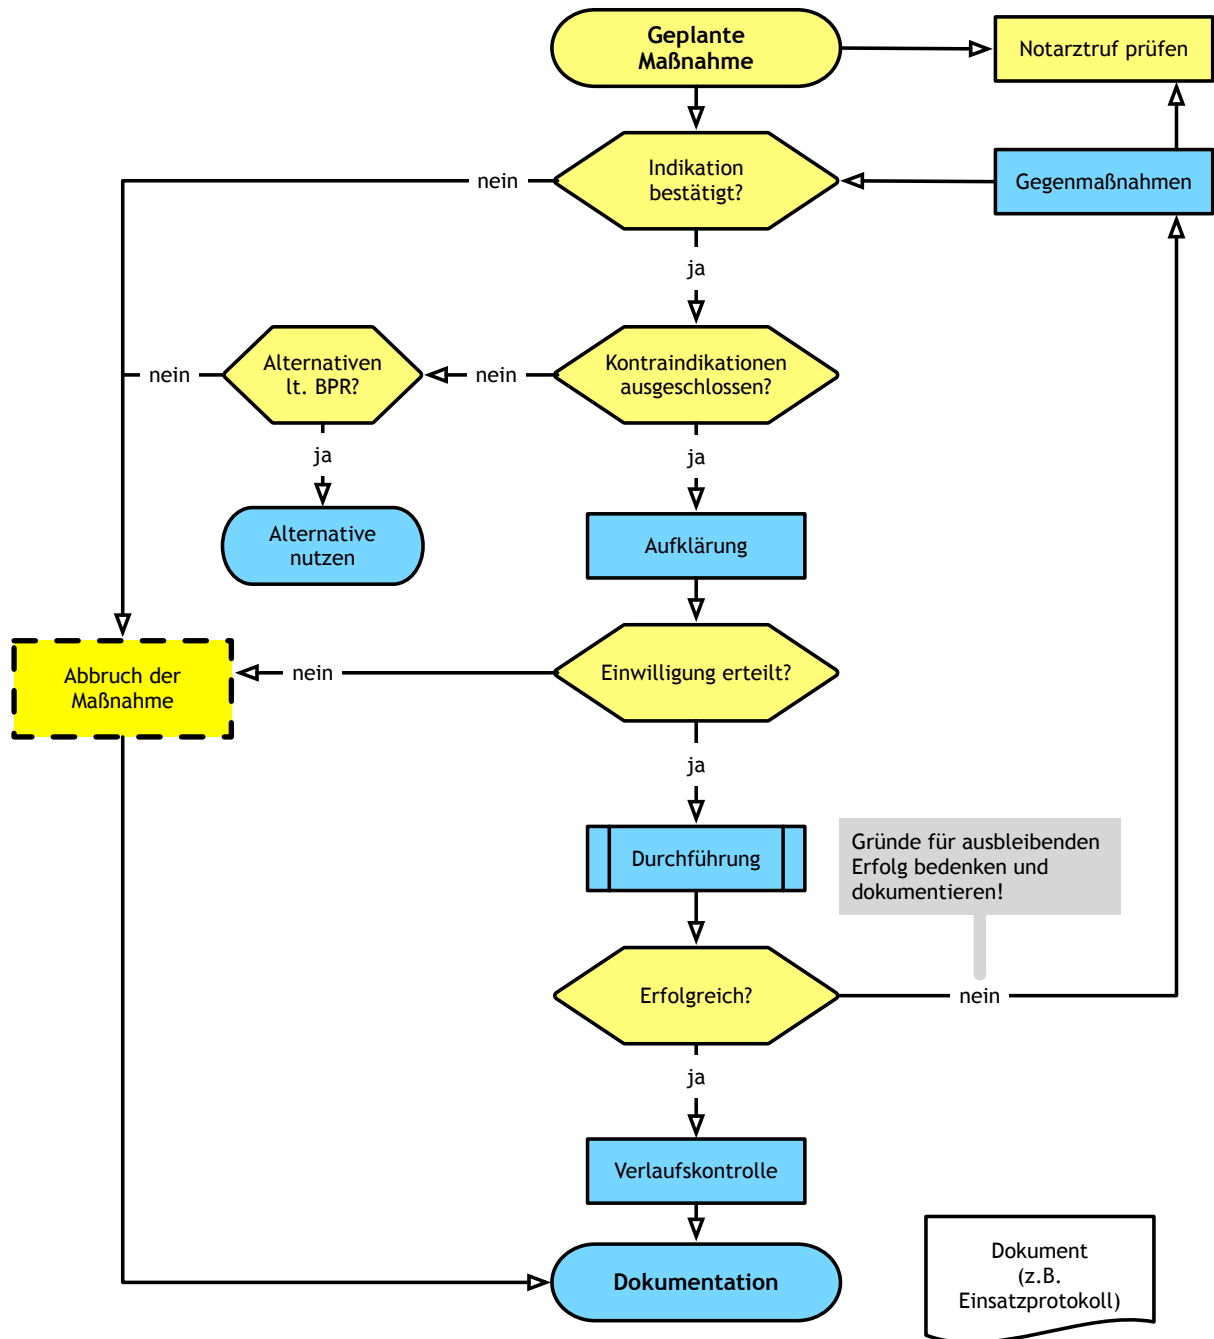 Geplante
Maßnahme
Notarztruf prüfen
Indikation
bestätigt?
nein
Gegenmaßnahmen
ja
Alternativen
lt. BPR?
nein
nein
Kontraindikationen
ausgeschlossen?
ja
ja
Alternative
nutzen
Aufklärung
Abbruch der
Maßnahme
nein
Einwilligung erteilt?
ja
Durchführung
Gründe für ausbleibenden
Erfolg bedenken und
dokumentieren!
Erfolgreich?
nein
ja
Verlaufskontrolle
Dokumentation
Dokument
(z.B.
Einsatzprotokoll)